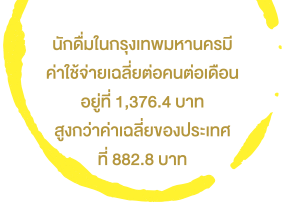 นักดื่มในกรุงเทพมหานครมี
ค่าใช้จ่ายเฉลี่ยต่อคนต่อเดือน
อยู่ที่ 1,376.4 บาท
สูงกว่าค่าเฉลี่ยของประเทศ
ที่ 882.8 บาท